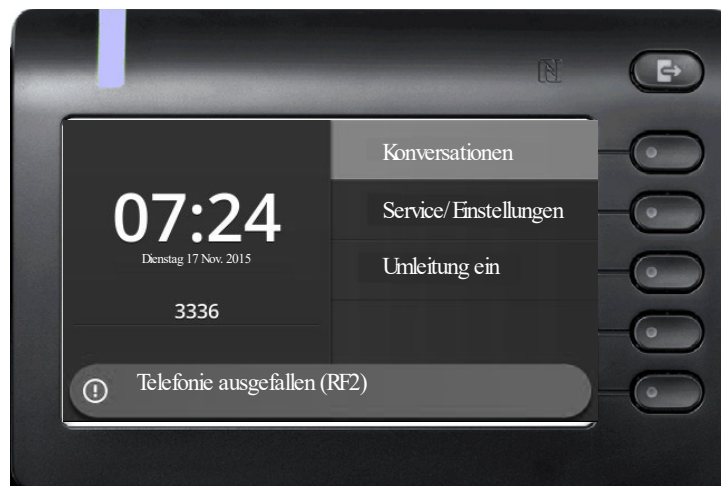 07:24
Dienstag 17 Nov. 2015
3336
Konversationen
Service/Einstellungen
Umleitung ein
Telefonie ausgefallen (RF2)